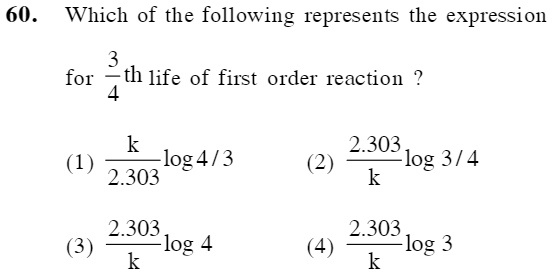 60. Which of the following represents the expression
for 3/4 th life of first order reaction ?
(1) k/2.303 log 4/3 (2) 2.303/k log 3/4
(3) 2.303/k log 4 (4) 2.303/k log 3